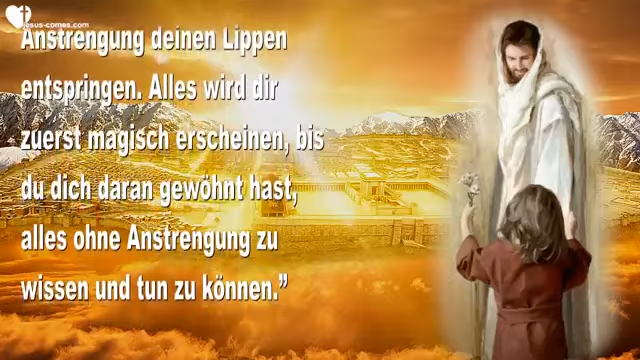 jesus-comes.com
Anstrengung deinen Lippen
entspringen. Alles wird dir
zuerst magisch erscheinen, bis
du dich daran gewöhnt hast,
alles ohne Anstrengung zu
wissen und tun zu können.”